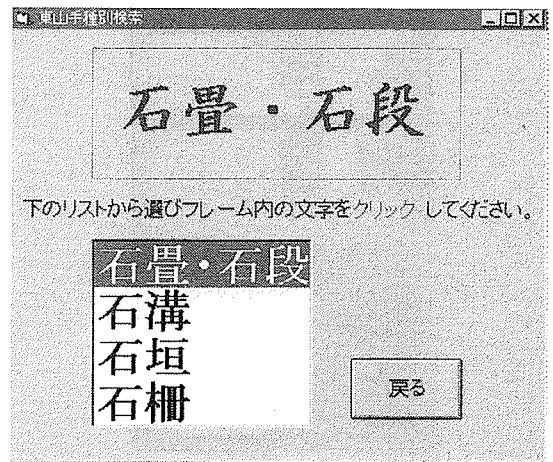 東山手種別検索
石畳・石段
下のリストから選びフレーム内の文字をクリック してください。
石畳・石段
石溝
石垣
石柵
戻る